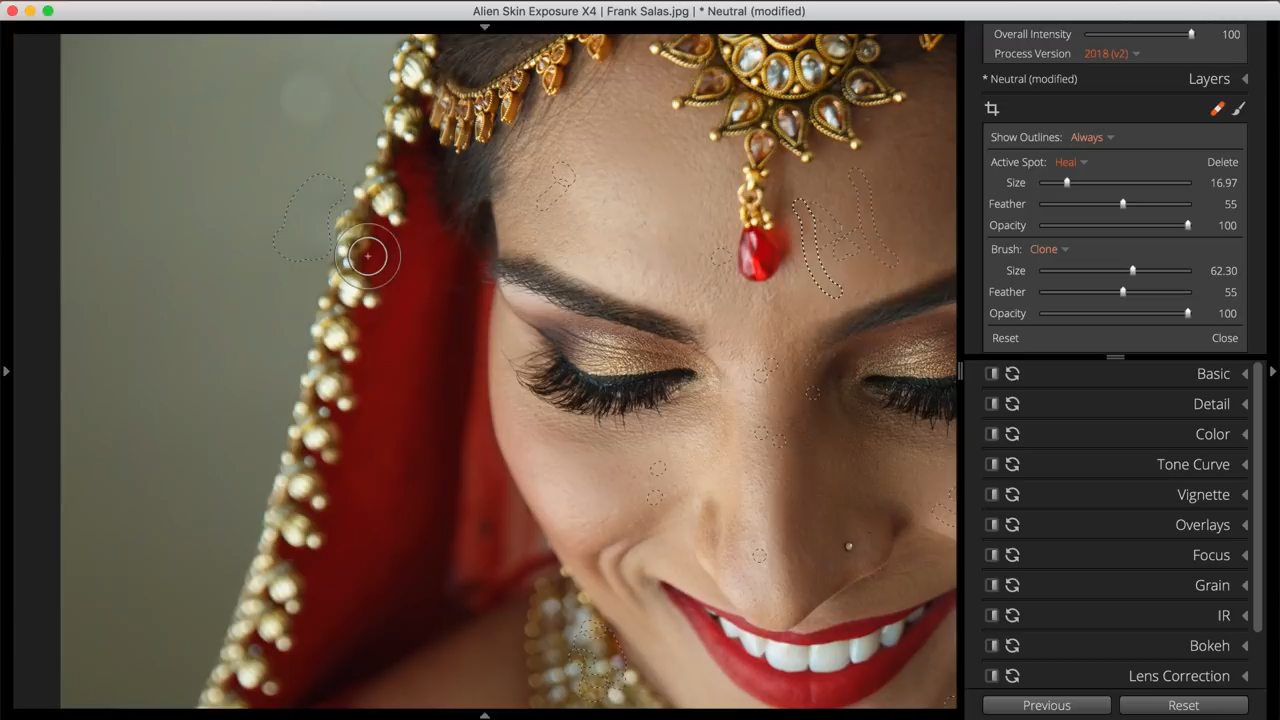 Alien Skin Exposure X4 | Frank Salas.jpg | * Neutral (modified)
Overall Intensity 100
Process Version 2018 (v2)
* Neutral (modified) Layers
Show Outlines: Always
Active Spot: Heal Delete
Size 16.97
Feather 55
Opacity 100
Brush: Clone
Size 62.30
Feather 55
Opacity 100
Reset Close
Basic
Detail
Color
Tone Curve
Vignette
Overlays
Focus
Grain
IR
Bokeh
Lens Correction
Previous Reset